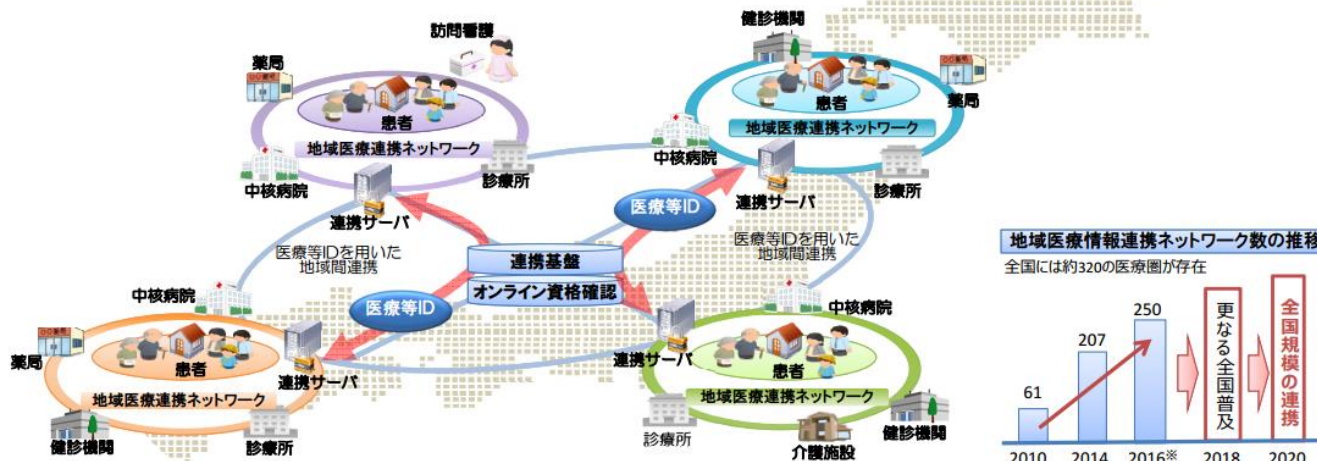 訪問看護
薬局
患者
地域医療連携ネットワーク
中核病院
診療所
連携サーバ
健診機関
患者
薬局
地域医療連携ネットワーク
中核病院
診療所
連携サーバ
医療等ID
医療等IDを用いた
地域間連携
医療等IDを用いた
地域間連携
連携基盤
オンライン資格確認
医療等ID
中核病院
薬局
患者
連携サーバ
地域医療連携ネットワーク
健診機関
診療所
中核病院
連携サーバ
患者
地域医療連携ネットワーク
診療所
介護施設
健診機関
地域医療情報連携ネットワーク数の推移
全国には約320の医療圏が存在
61
207
250
更なる全国普及
全国規模の連携
2010
2014
2016※
2018
2020